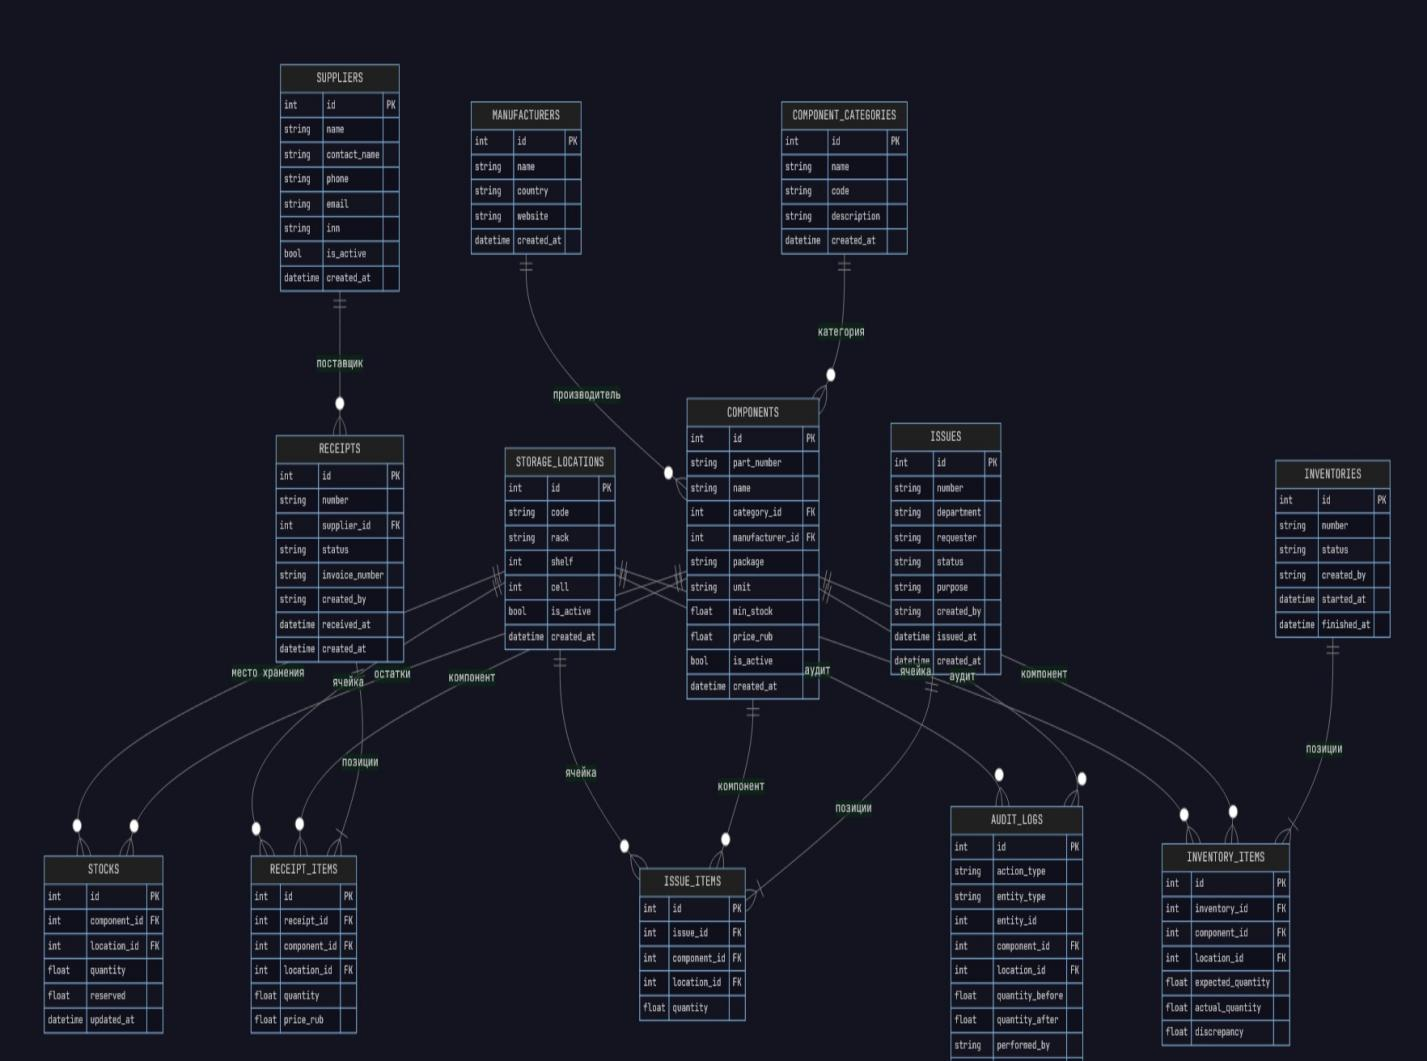 SUPPLIERS
int id PK
string name
string contact_name
string phone
string email
string inn
bool is_active
datetime created_at
MANUFACTURERS
int id PK
string name
string country
string website
datetime created_at
COMPONENT_CATEGORIES
int id PK
string name
string code
string description
datetime created_at
поставщик
производитель
категория
RECEIPTS
int id PK
string number
int supplier_id FK
string status
string invoice_number
string created_by
datetime received_at
datetime created_at
STORAGE_LOCATIONS
int id PK
string code
string rack
int shelf
int cell
bool is_active
datetime created_at
COMPONENTS
int id PK
string part_number
string name
int category_id FK
int manufacturer_id FK
string package
string unit
float min_stock
float price_rub
bool is_active
datetime created_at
ISSUES
int id PK
string number
string department
string requester
string status
string purpose
string created_by
datetime issued_at
datetime created_at
INVENTORIES
int id PK
string number
string status
string created_by
datetime started_at
datetime finished_at
место хранения
ячейка
остатки
компонент
аудит
ячейка
аудит
компонент
позиции
ячейка
компонент
позиции
позиции
STOCKS
int id PK
int component_id FK
int location_id FK
float quantity
float reserved
datetime updated_at
RECEIPT_ITEMS
int id PK
int receipt_id FK
int component_id FK
int location_id FK
float quantity
float price_rub
ISSUE_ITEMS
int id PK
int issue_id FK
int component_id FK
int location_id FK
float quantity
AUDIT_LOGS
int id PK
string action_type
string entity_type
int entity_id
int component_id FK
int location_id FK
float quantity_before
float quantity_after
string performed_by
INVENTORY_ITEMS
int id PK
int inventory_id FK
int component_id FK
int location_id FK
float expected_quantity
float actual_quantity
float discrepancy